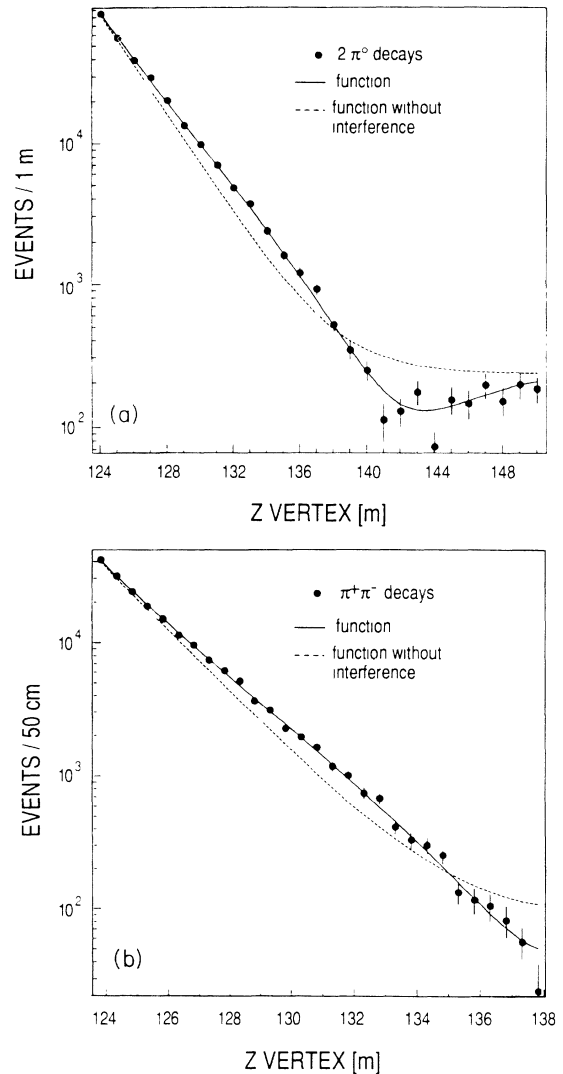 10⁴
10³
10²
EVENTS / 1 m
● 2 π° decays
— function
---- function without
interference
(a)
124 128 132 136 140 144 148
Z VERTEX [m]
10⁴
10³
10²
EVENTS / 50 cm
● π⁺π⁻ decays
— function
---- function without
interference
(b)
124 126 128 130 132 134 136 138
Z VERTEX [m]